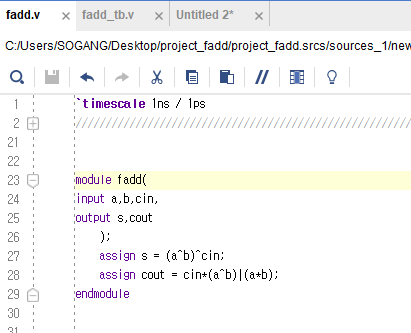 fadd.v × fadd_tb.v × Untitled 2* ×
C:/Users/SOGANG/Desktop/project_fadd/project_fadd.srcs/sources_1/new
1 `timescale 1ns / 1ps
2 //////////////////////////////////////////////////
21
22
23 module fadd(
24 input a,b,cin,
25 output s,cout
26 );
27 assign s = (a^b)^cin;
28 assign cout = cin*(a^b)|(a*b);
29 endmodule
30
31